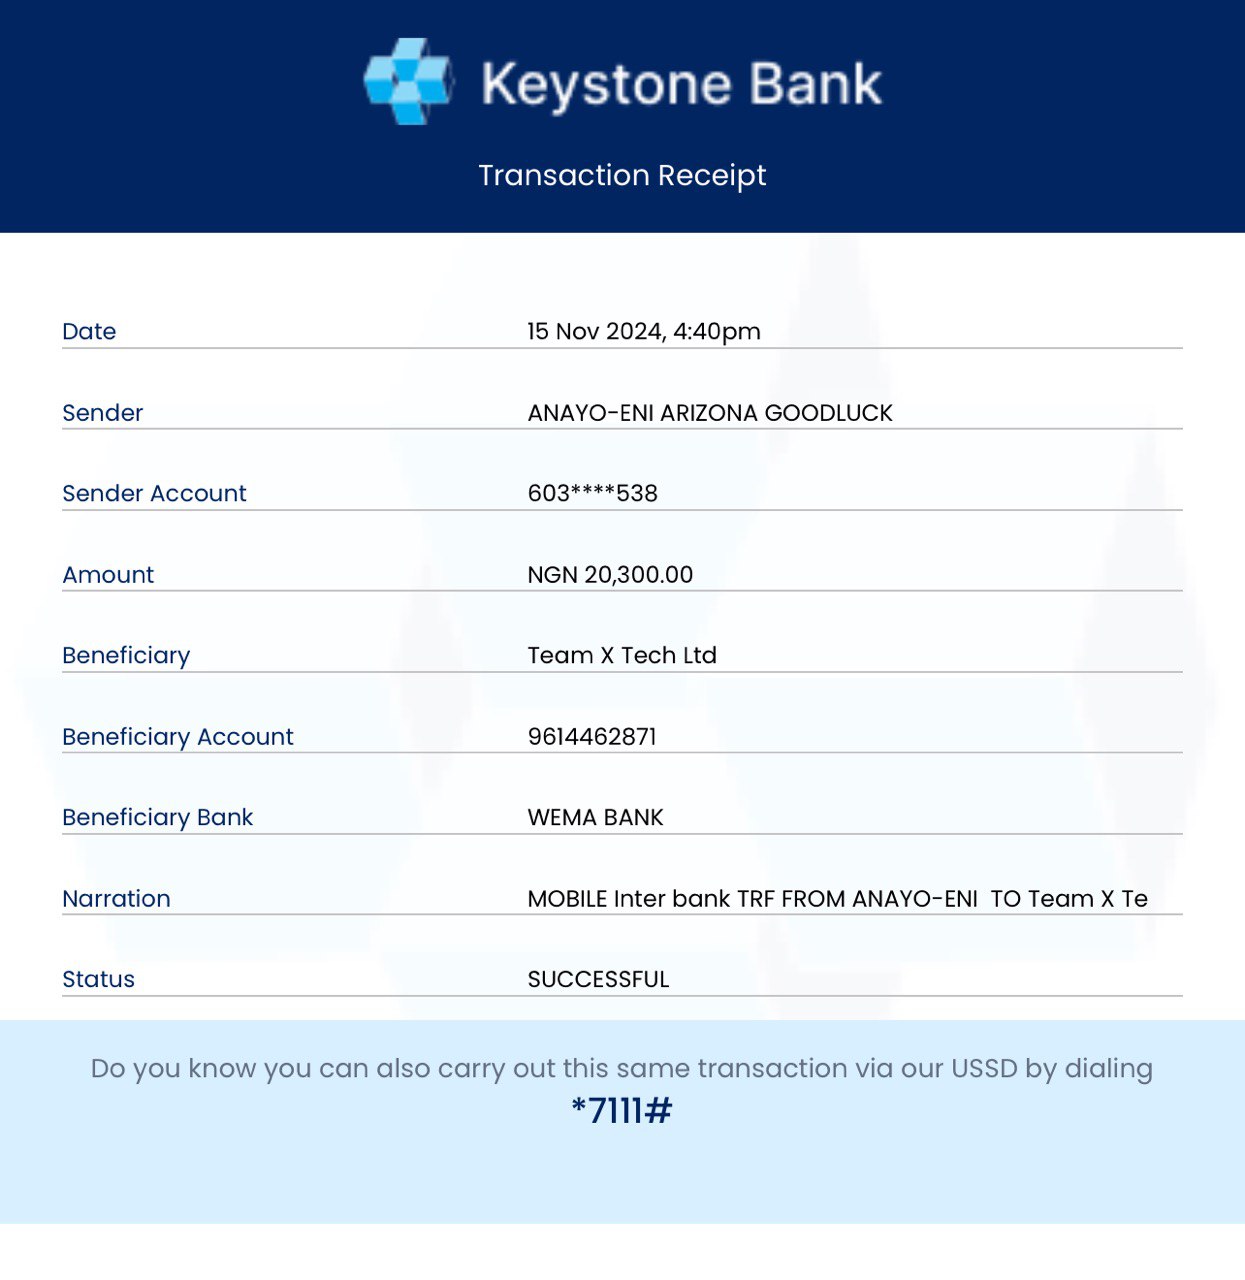 Keystone Bank
Transaction Receipt
Date 15 Nov 2024, 4:40pm
Sender ANAYO-ENI ARIZONA GOODLUCK
Sender Account 603****538
Amount NGN 20,300.00
Beneficiary Team X Tech Ltd
Beneficiary Account 9614462871
Beneficiary Bank WEMA BANK
Narration MOBILE Inter bank TRF FROM ANAYO-ENI  TO Team X Te
Status SUCCESSFUL
Do you know you can also carry out this same transaction via our USSD by dialing
*7111#